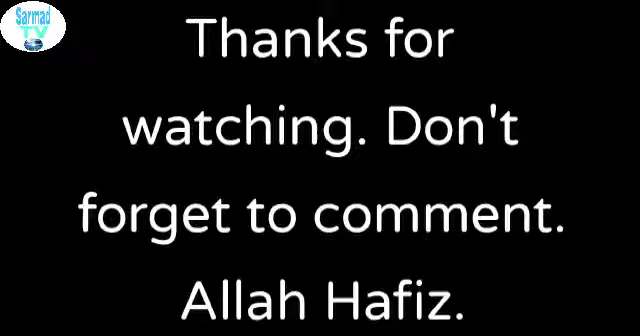 Sarmad
TV
Thanks for
watching. Don't
forget to comment.
Allah Hafiz.